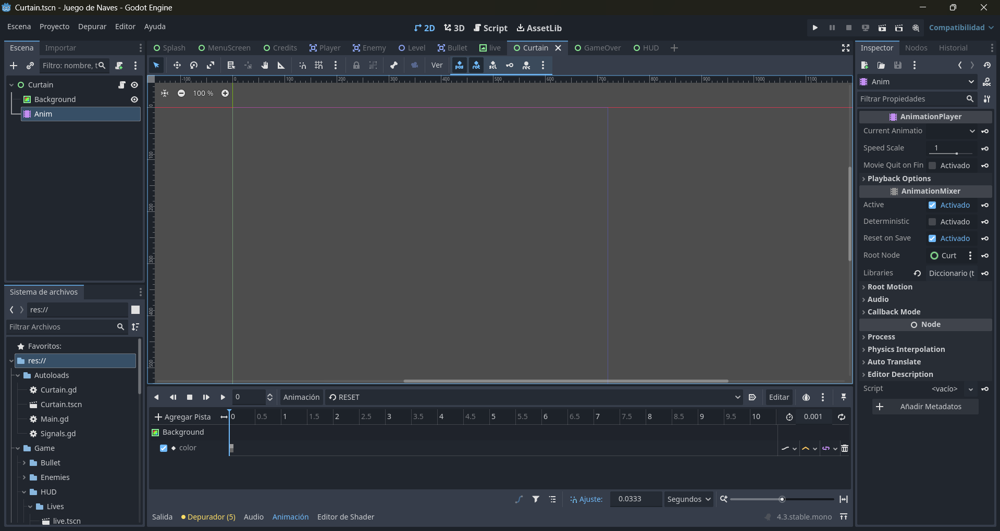 Curtain.tscn - Juego de Naves - Godot Engine
Escena Proyecto Depurar Editor Ayuda
2D 3D Script AssetLib
Compatibilidad
Escena Importar
Filtro: nombre, t
Curtain
Background
Anim
Sistema de archivos
res://
Filtrar Archivos
Favoritos:
res://
Autoloads
Curtain.gd
Curtain.tscn
Main.gd
Signals.gd
Game
Bullet
Enemies
HUD
Lives
live.tscn
Splash MenuScreen Credits Player Enemy Level Bullet live Curtain GameOver HUD
Ver pos rot scl rec
-100 0 100 200 300 400 500 600 700 800 900 1000 1100
100 %
0
100
200
300
400
500
0 Animación RESET Editar
Agregar Pista 0 0.5 1 1.5 2 2.5 3 3.5 4 4.5 5 5.5 6 6.5 7 7.5 8 8.5 9 9.5 10 0.001
Background
color
Ajuste: 0.0333 Segundos
Salida Depurador (5) Audio Animación Editor de Shader 4.3.stable.mono
Inspector Nodos Historial
Anim
Filtrar Propiedades
AnimationPlayer
Current Animatio
Speed Scale 1
Movie Quit on Fin Activado
Playback Options
AnimationMixer
Active Activado
Deterministic Activado
Reset on Save Activado
Root Node Curt
Libraries Diccionario (t
Root Motion
Audio
Callback Mode
Node
Process
Physics Interpolation
Auto Translate
Editor Description
Script <vacío>
Añadir Metadatos